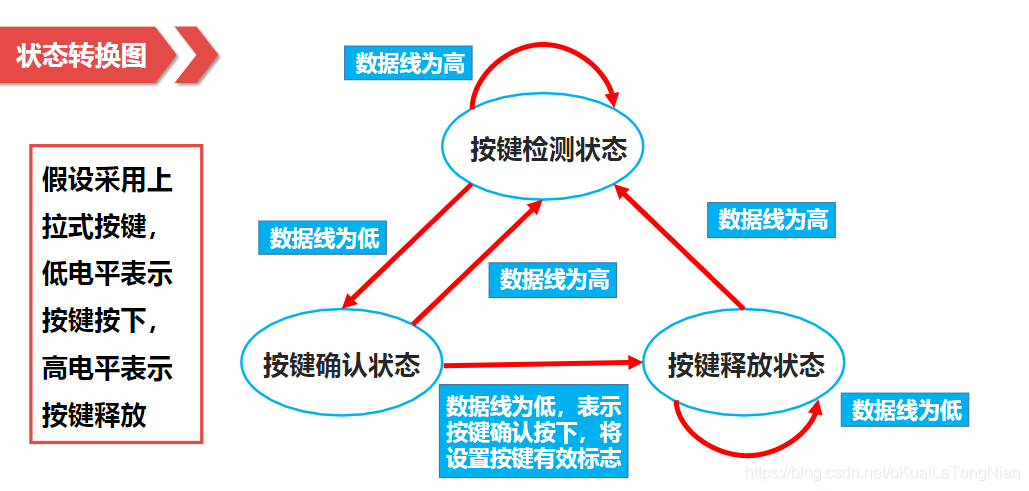 状态转换图
数据线为高
按键检测状态
假设采用上
拉式按键，
低电平表示
按键按下，
高电平表示
按键释放
数据线为低
数据线为高
数据线为高
按键确认状态
按键释放状态
数据线为低，表示
按键确认按下，将
设置按键有效标志
数据线为低
https://blog.csdn.net/oKuaiLeTongNian